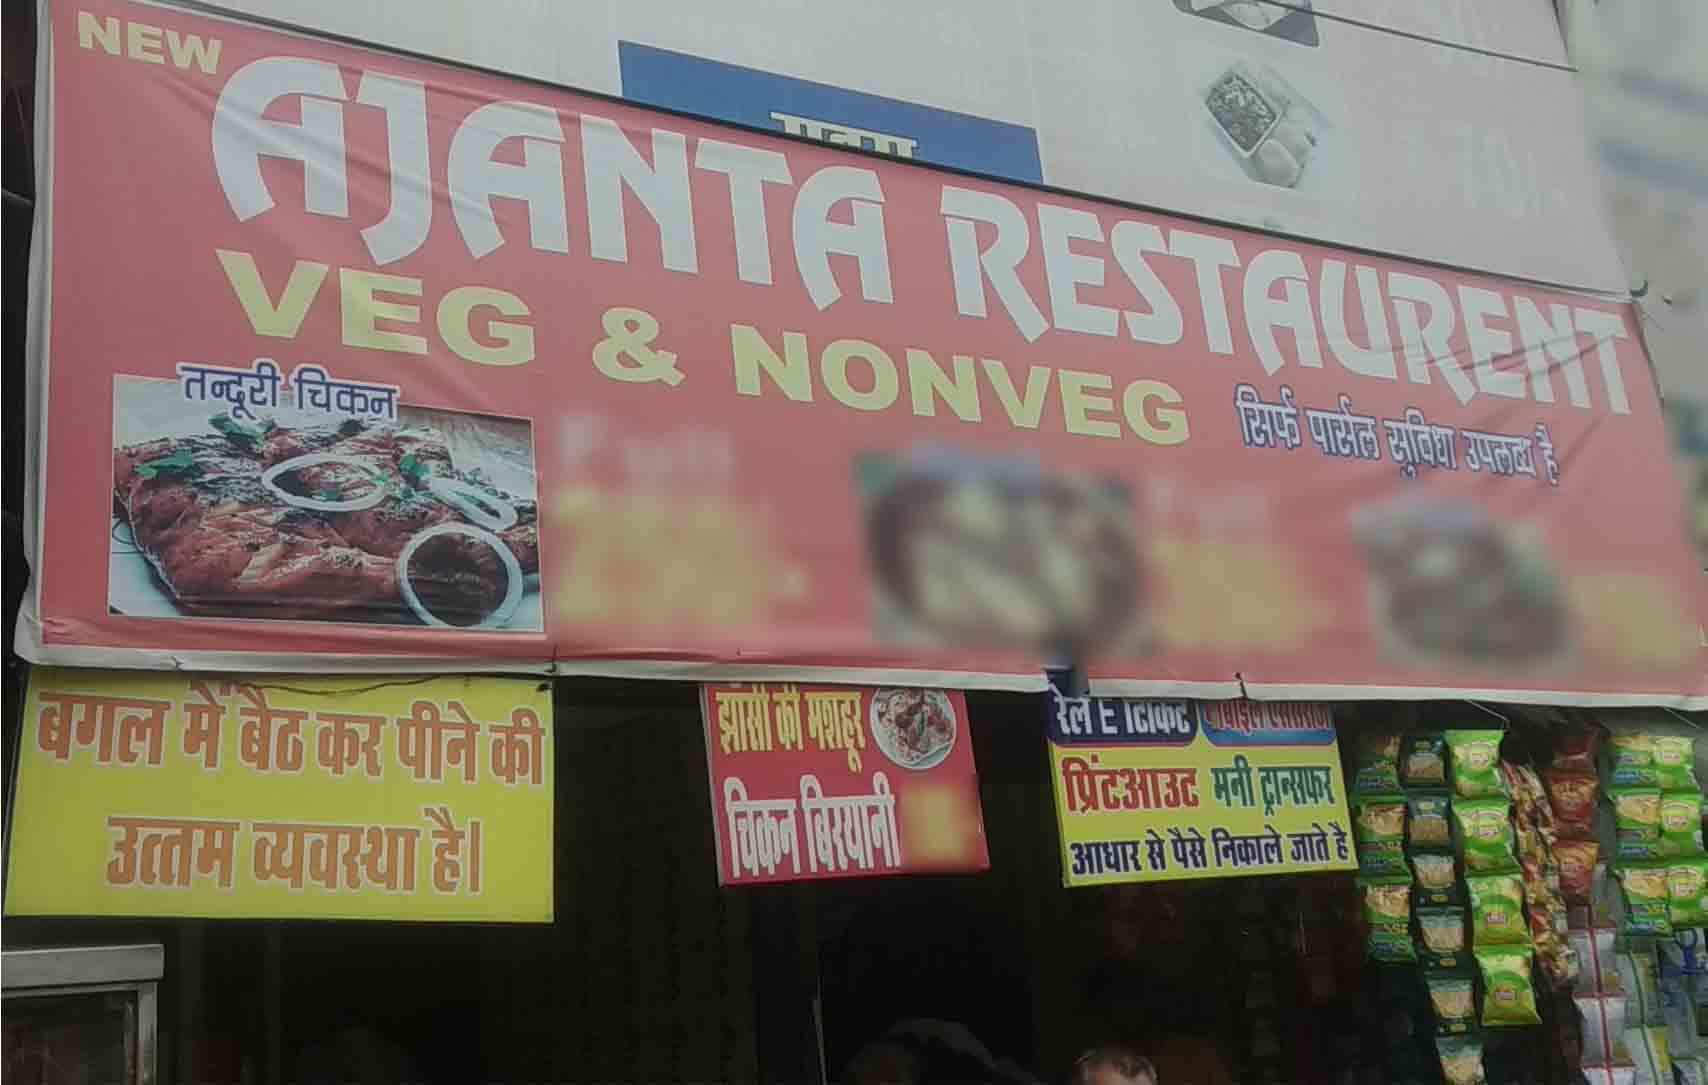 NEW
AJANTA RESTAURENT
VEG & NONVEG
सिर्फ पार्सल सुविधा उपलब्ध है
तन्दूरी चिकन
बगल में बैठ कर पीने की
उत्तम व्यवस्था है।
झाँसी की मशहूर
चिकन बिरयानी
रेल E टिकट
प्रिंटआउट मनी ट्रान्सफर
आधार से पैसे निकाले जाते है